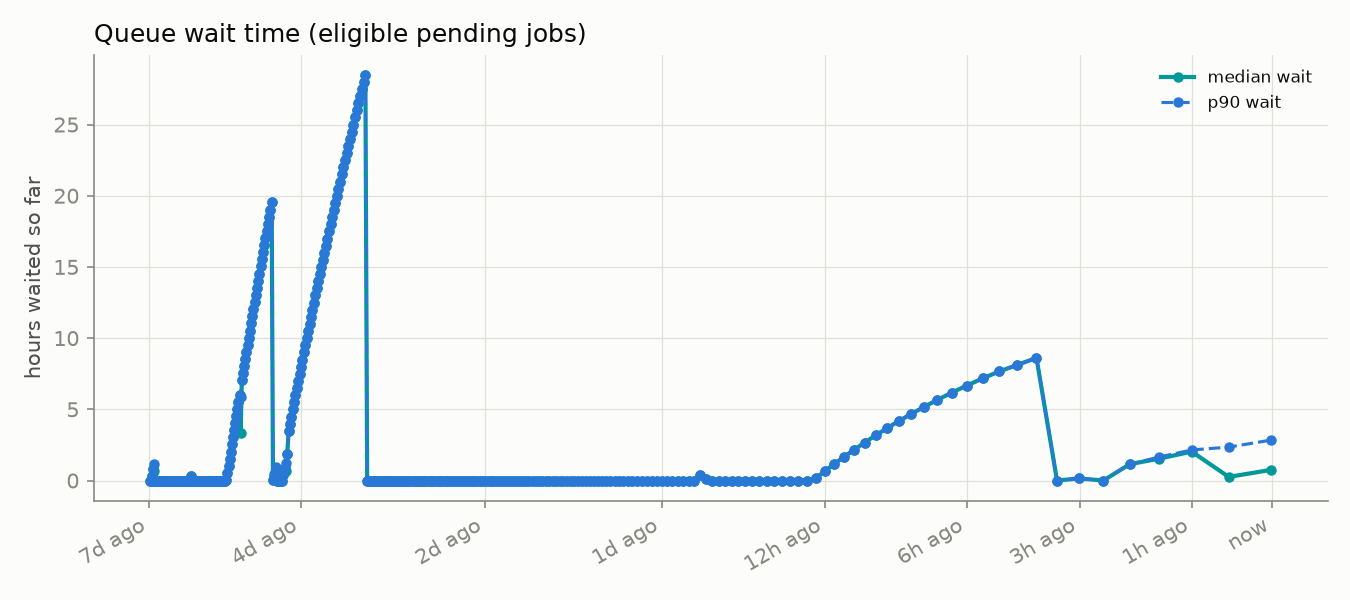 Queue wait time (eligible pending jobs)
median wait
p90 wait
hours waited so far
25
20
15
10
5
0
7d ago
4d ago
2d ago
1d ago
12h ago
6h ago
3h ago
1h ago
now